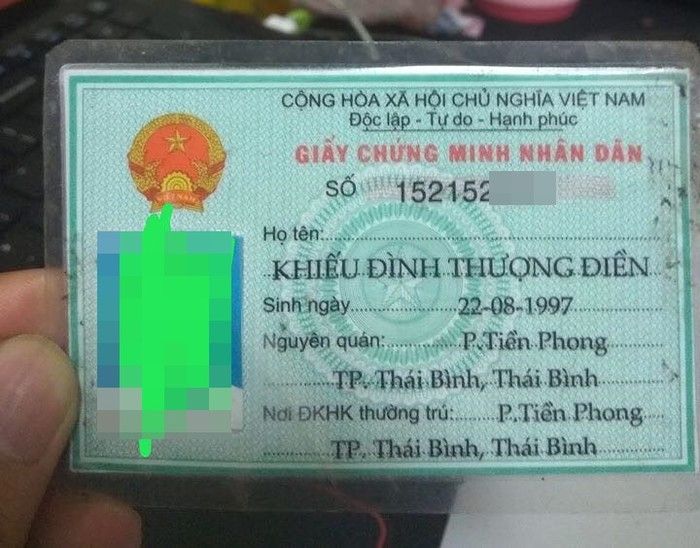 CỘNG HÒA XÃ HỘI CHỦ NGHĨA VIỆT NAM
Độc lập - Tự do - Hạnh phúc
GIẤY CHỨNG MINH NHÂN DÂN
SỐ 152152
Họ tên:
KHIẾU ĐÌNH THƯỢNG ĐIỀN
Sinh ngày 22-08-1997
Nguyên quán: P.Tiền Phong
TP. Thái Bình, Thái Bình
Nơi ĐKHK thường trú: P.Tiền Phong
TP. Thái Bình, Thái Bình